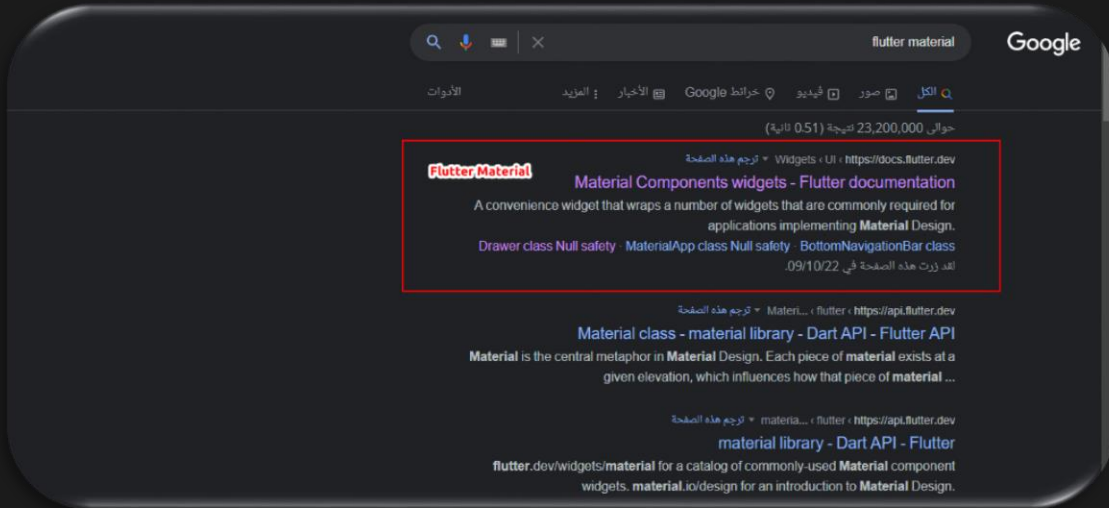 Google
flutter material
الكل صور فيديو خرائط Google الأخبار المزيد الأدوات
حوالى 23,200,000 نتيجة (0.51 ثانية)
https://docs.flutter.dev › UI › Widgets ترجم هذه الصفحة
Flutter Material
Material Components widgets - Flutter documentation
A convenience widget that wraps a number of widgets that are commonly required for
applications implementing Material Design.
Drawer class Null safety · MaterialApp class Null safety · BottomNavigationBar class
لقد زرت هذه الصفحة في 09/10/22.
https://api.flutter.dev › flutter › Materi... ترجم هذه الصفحة
Material class - material library - Dart API - Flutter API
Material is the central metaphor in Material Design. Each piece of material exists at a
given elevation, which influences how that piece of material ...
https://api.flutter.dev › flutter › materia... ترجم هذه الصفحة
material library - Dart API - Flutter
flutter.dev/widgets/material for a catalog of commonly-used Material component
widgets. material.io/design for an introduction to Material Design.